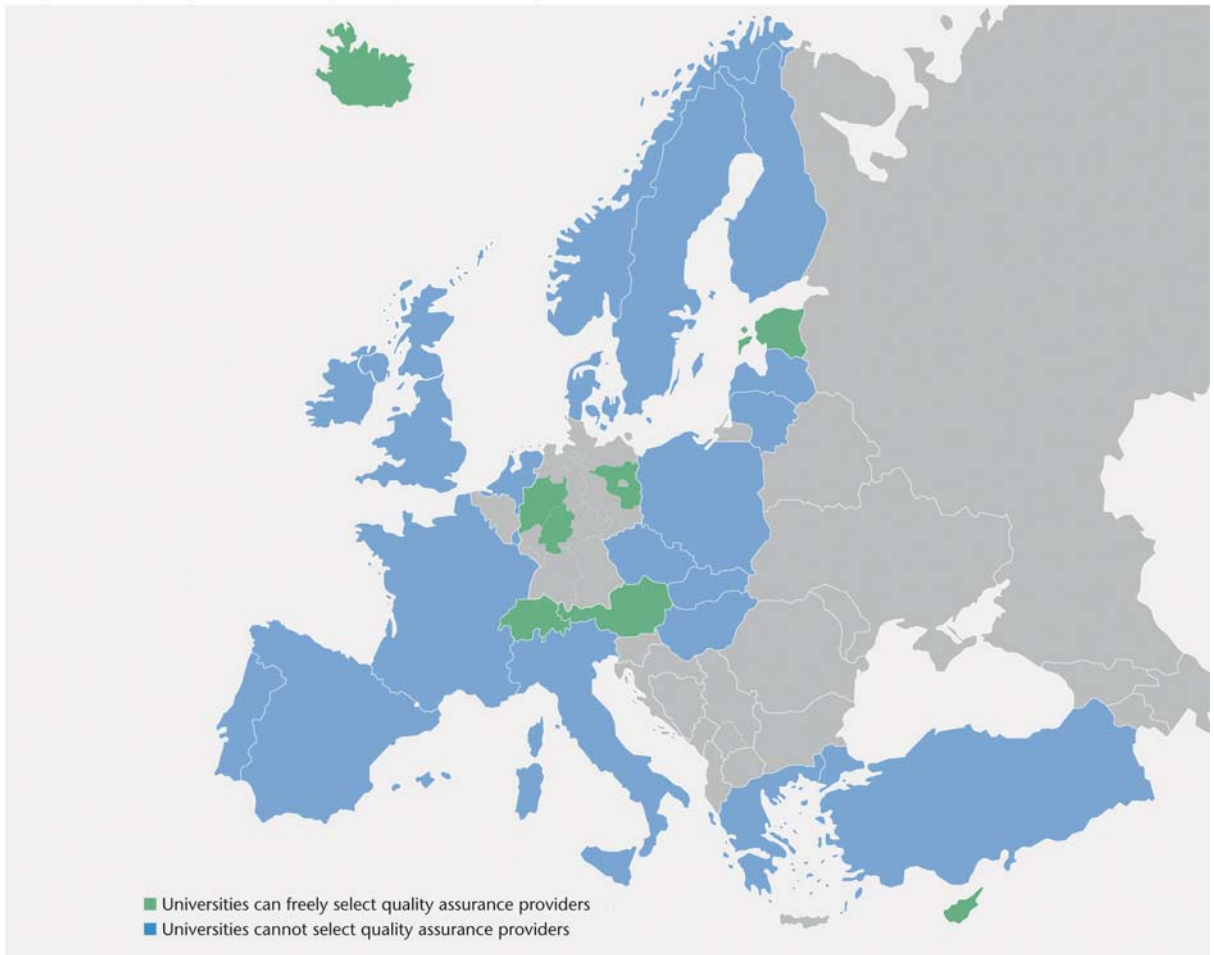 Universities can freely select quality assurance providers
Universities cannot select quality assurance providers